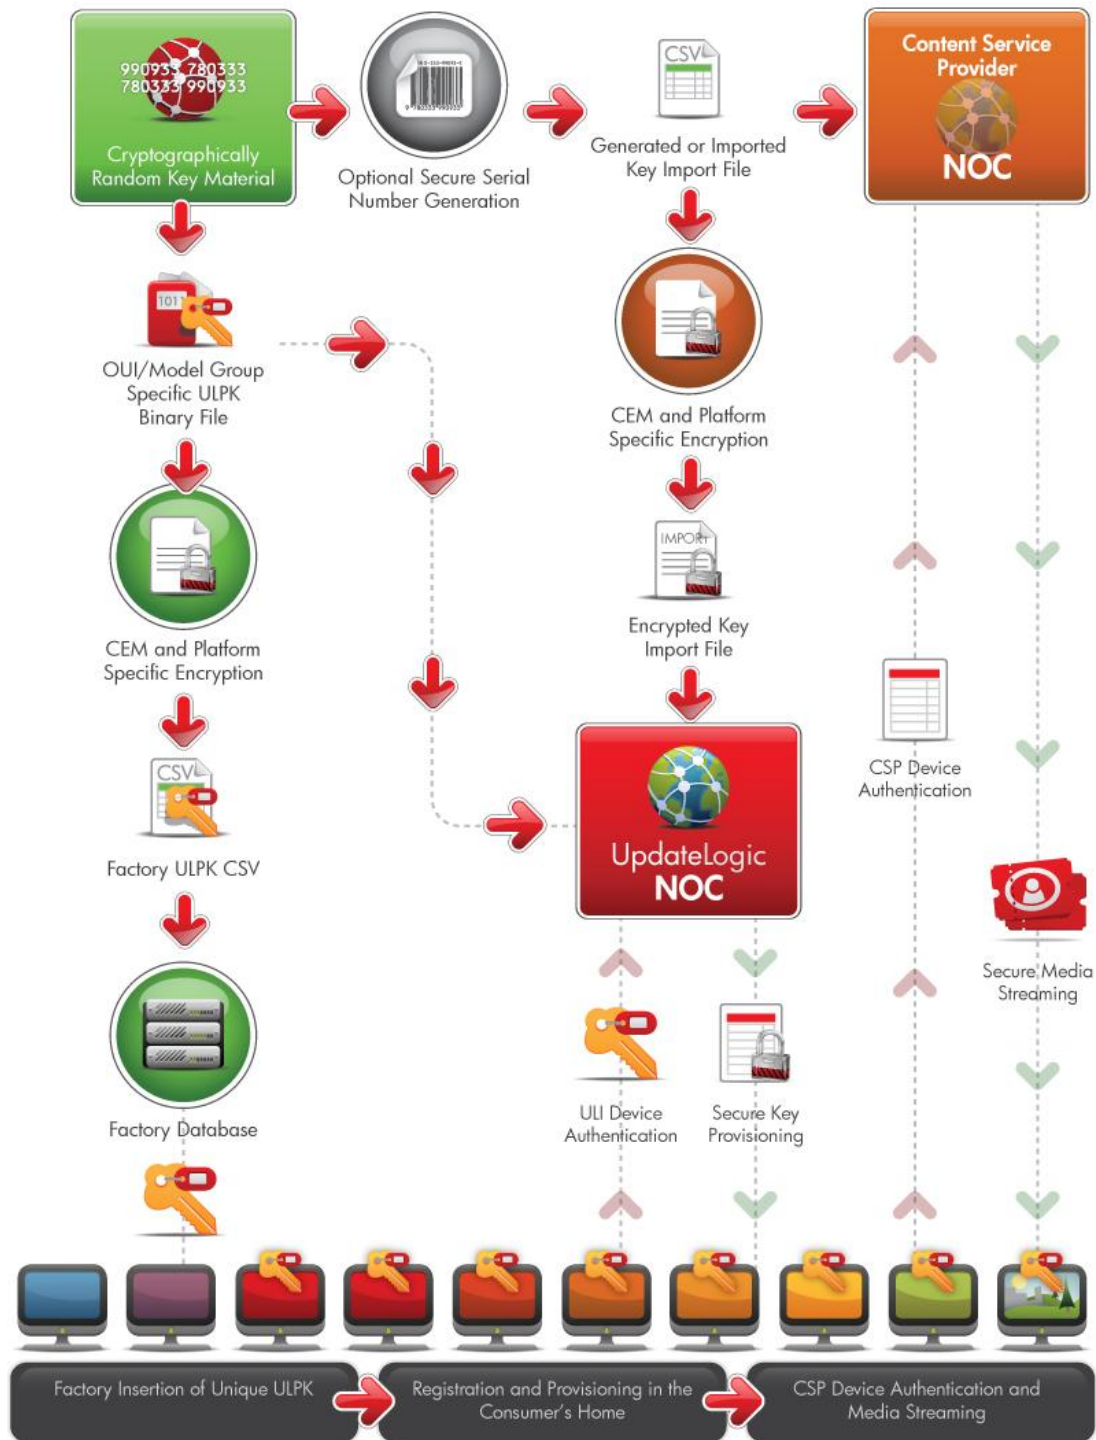 990933 780333
780333 990933
Cryptographically
Random Key Material
9 780333 990933
Optional Secure Serial
Number Generation
CSV
Generated or Imported
Key Import File
Content Service
Provider
NOC
101
OUI/Model Group
Specific ULPK
Binary File
CEM and Platform
Specific Encryption
CEM and Platform
Specific Encryption
IMPORT
Encrypted Key
Import File
CSV
Factory ULPK CSV
UpdateLogic
NOC
CSP Device
Authentication
Secure Media
Streaming
Factory Database
ULI Device
Authentication
Secure Key
Provisioning
Factory Insertion of Unique ULPK
Registration and Provisioning in the
Consumer's Home
CSP Device Authentication and
Media Streaming